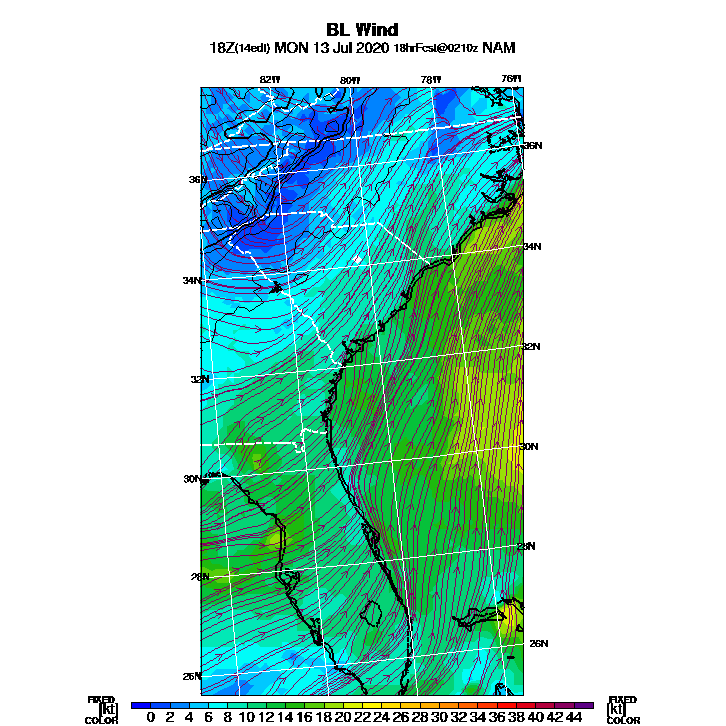 BL Wind
18Z(14edt) MON 13 Jul 2020 18hrFcst@0210z NAM
82W 80W 78W 76W
36N
36N
34N
34N
32N
32N
30N
30N
28N
28N
26N
26N
FIXED FIXED
[kt] 0 2 4 6 8 10 12 14 16 18 20 22 24 26 28 30 32 34 36 38 40 42 44 [kt]
COLOR COLOR